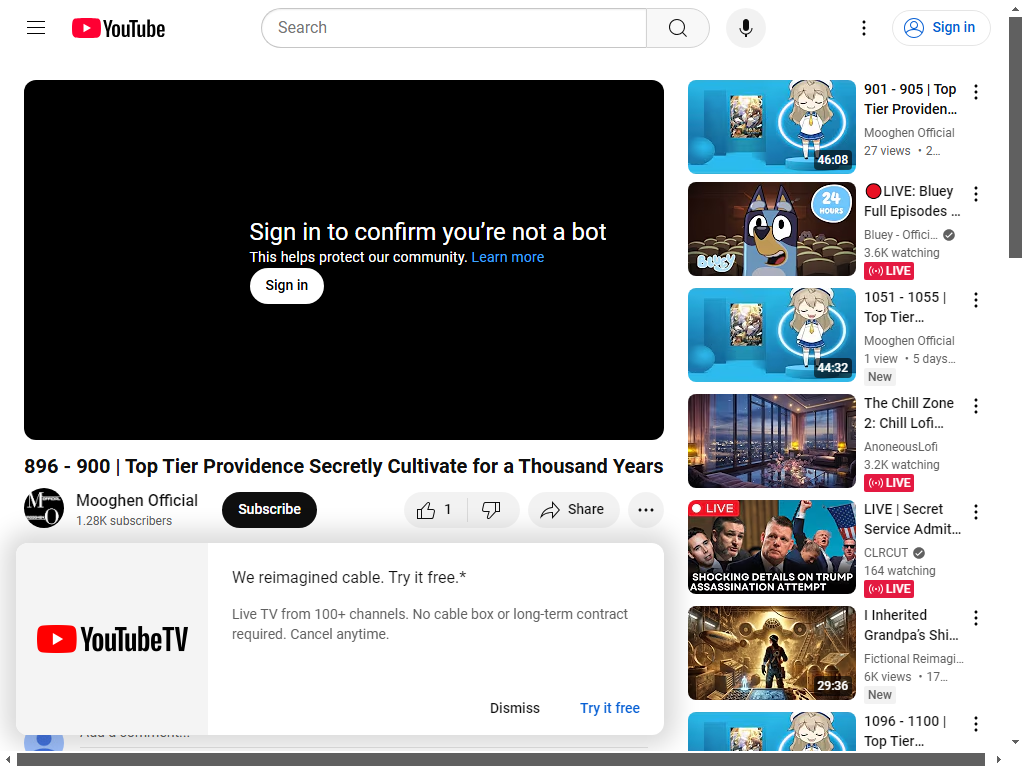 YouTube
Search
Sign in
Sign in to confirm you’re not a bot
This helps protect our community. Learn more
Sign in
896 - 900 | Top Tier Providence Secretly Cultivate for a Thousand Years
Mooghen Official
1.28K subscribers
Subscribe
1
Share
We reimagined cable. Try it free.*
Live TV from 100+ channels. No cable box or long-term contract
required. Cancel anytime.
YouTubeTV
Dismiss
Try it free
Add a comment...
901 - 905 | Top
Tier Providen...
Mooghen Official
27 views • 2...
46:08
LIVE: Bluey
Full Episodes ...
Bluey - Offici...
3.6K watching
LIVE
24
HOURS
BLUEY
1051 - 1055 |
Top Tier...
Mooghen Official
1 view • 5 days...
New
44:32
The Chill Zone
2: Chill Lofi...
AnoneousLofi
3.2K watching
LIVE
LIVE | Secret
Service Admit...
CLRCUT
164 watching
LIVE
LIVE
SHOCKING DETAILS ON TRUMP
ASSASSINATION ATTEMPT
I Inherited
Grandpa’s Shi...
Fictional Reimagi...
6K views • 17...
New
29:36
1096 - 1100 |
Top Tier...